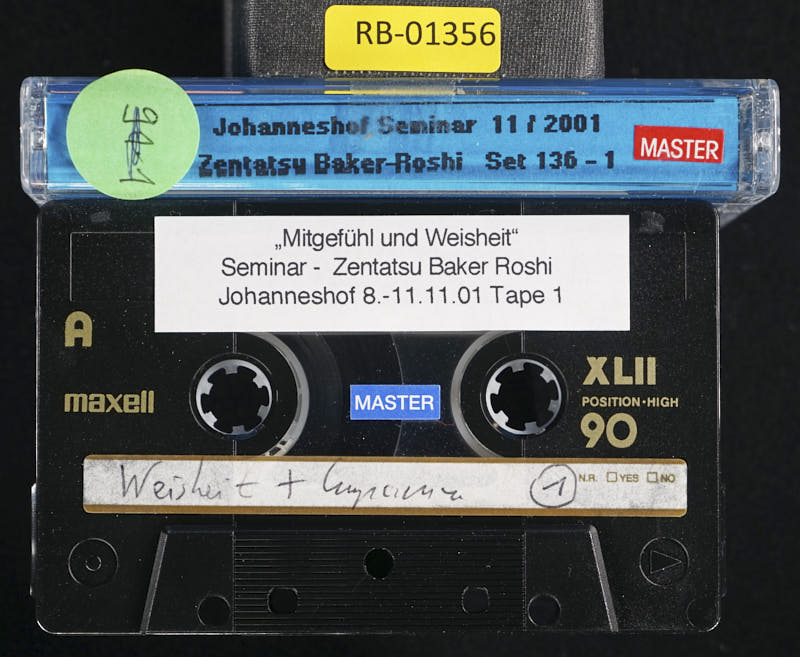 RB-01356
Johanneshof Seminar 11 / 2001
Zentatsu Baker-Roshi Set 136 - 1
MASTER
„Mitgefühl und Weisheit“
Seminar - Zentatsu Baker Roshi
Johanneshof 8.-11.11.01 Tape 1
A
maxell
MASTER
XLII
POSITION·HIGH
90
Weisheit +
1
N.R. YES NO